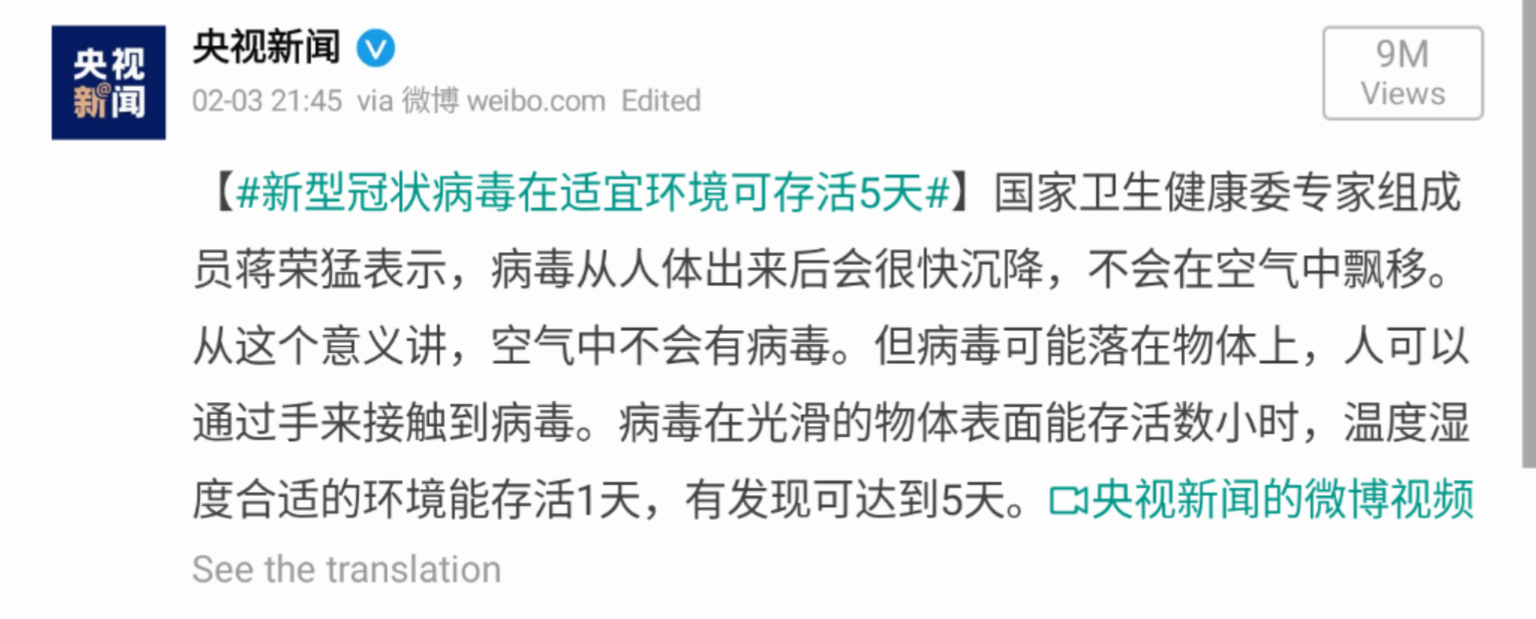 央视
新@闻
央视新闻
02-03 21:45 via 微博 weibo.com Edited
9M
Views
【#新型冠状病毒在适宜环境可存活5天#】国家卫生健康委专家组成
员蒋荣猛表示，病毒从人体出来后会很快沉降，不会在空气中飘移。
从这个意义讲，空气中不会有病毒。但病毒可能落在物体上，人可以
通过手来接触到病毒。病毒在光滑的物体表面能存活数小时，温度湿
度合适的环境能存活1天，有发现可达到5天。央视新闻的微博视频
See the translation